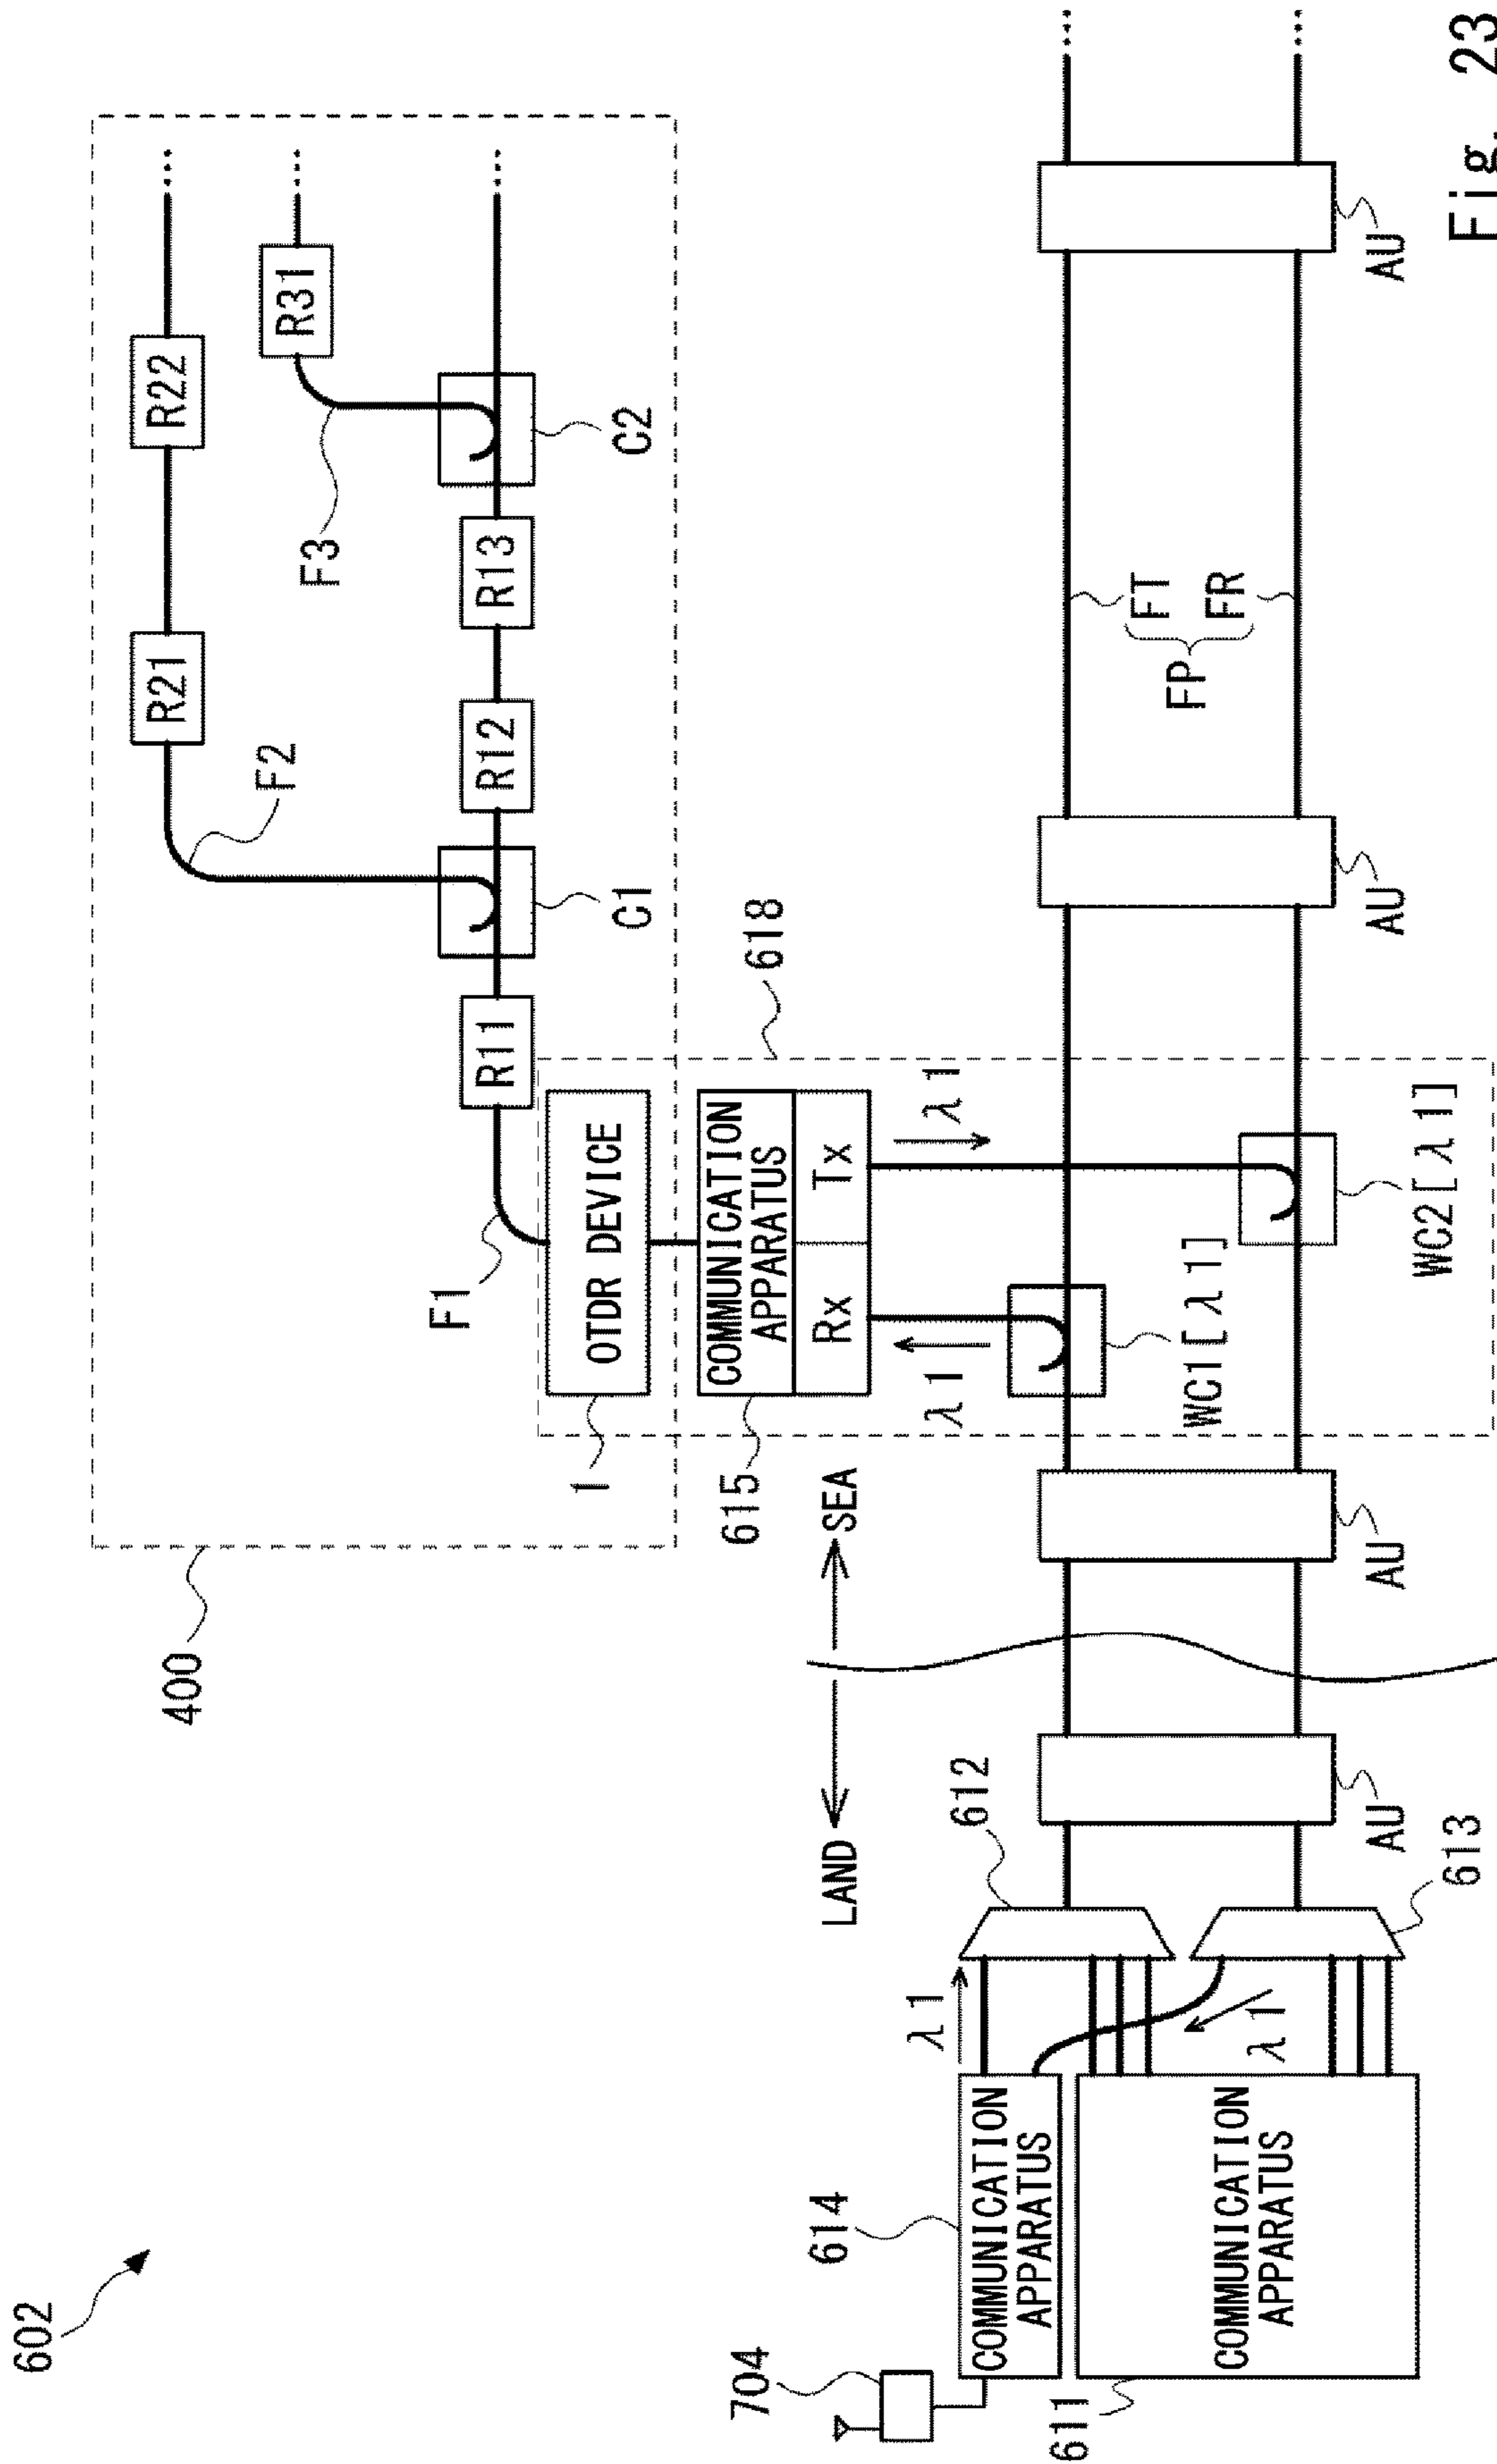 602
400
F1
R11
C1
F2
R21
R22
R12
R13
F3
C2
R31
1
OTDR DEVICE
615
COMMUNICATION
APPARATUS
Rx
Tx
618
λ1
λ1
WC1[λ1]
WC2[λ1]
LAND
SEA
704
614
COMMUNICATION
APPARATUS
λ1
612
611
COMMUNICATION
APPARATUS
λ1
613
AU
AU
AU
AU
FP
FT
FR
Fig. 23